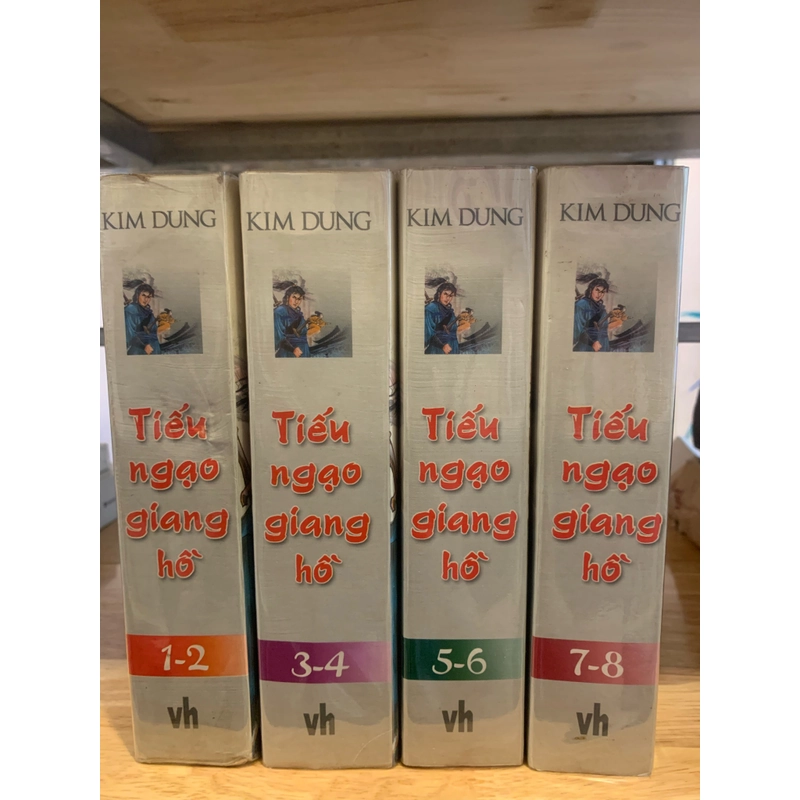 KIM DUNG
Tiếu
ngạo
giang
hồ
1-2
vh
KIM DUNG
Tiếu
ngạo
giang
hồ
3-4
vh
KIM DUNG
Tiếu
ngạo
giang
hồ
5-6
vh
KIM DUNG
Tiếu
ngạo
giang
hồ
7-8
vh